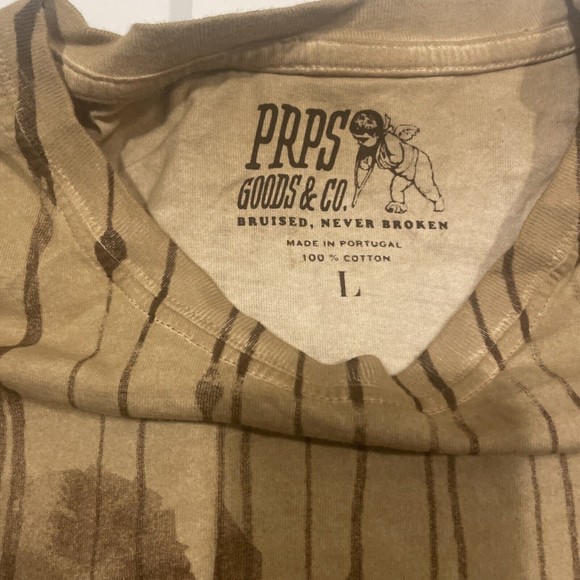 PRPS
GOODS & CO.
BRUISED, NEVER BROKEN
MADE IN PORTUGAL
100 % COTTON
L